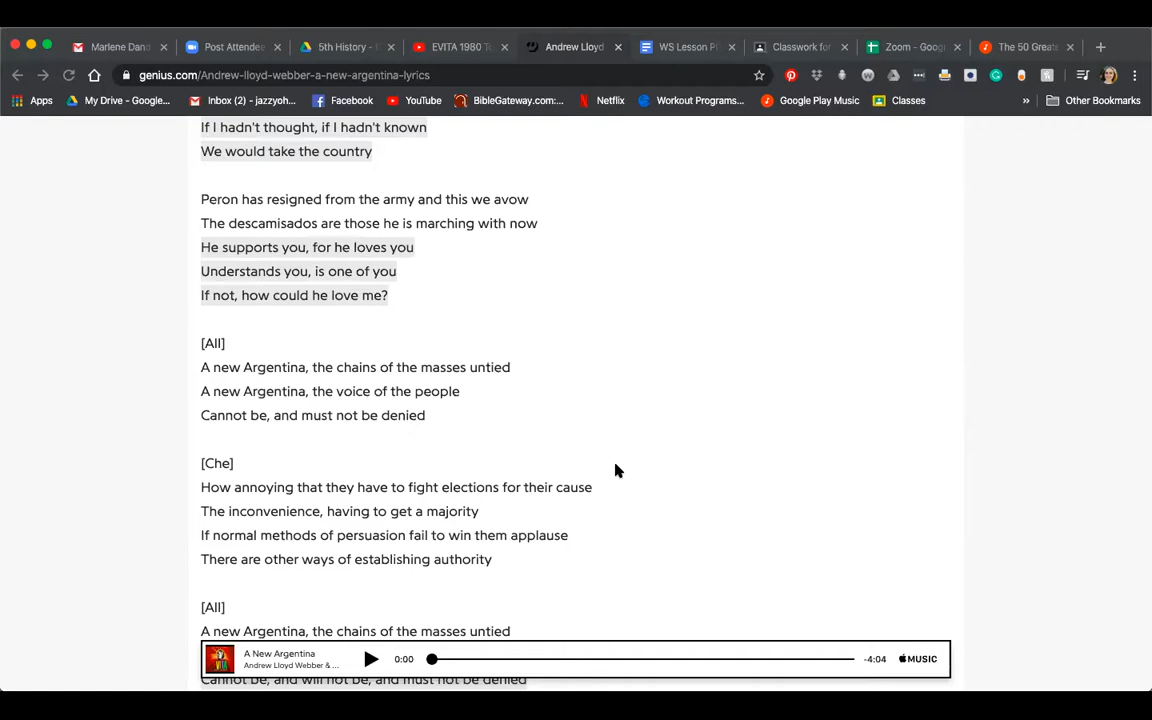 Marlene Dand
Post Attendee
5th History -
EVITA 1980 To
Andrew Lloyd
WS Lesson Pl
Classwork for
Zoom - Googl
The 50 Greate
genius.com/Andrew-lloyd-webber-a-new-argentina-lyrics
Apps
My Drive - Google...
Inbox (2) - jazzyoh...
Facebook
YouTube
BibleGateway.com:...
Netflix
Workout Programs...
Google Play Music
Classes
»
Other Bookmarks
If I hadn't thought, if I hadn't known
We would take the country
Peron has resigned from the army and this we avow
The descamisados are those he is marching with now
He supports you, for he loves you
Understands you, is one of you
If not, how could he love me?
[All]
A new Argentina, the chains of the masses untied
A new Argentina, the voice of the people
Cannot be, and must not be denied
[Che]
How annoying that they have to fight elections for their cause
The inconvenience, having to get a majority
If normal methods of persuasion fail to win them applause
There are other ways of establishing authority
[All]
A new Argentina, the chains of the masses untied
A New Argentina
Andrew Lloyd Webber & ...
0:00
-4:04
MUSIC
Cannot be, and will not be, and must not be denied